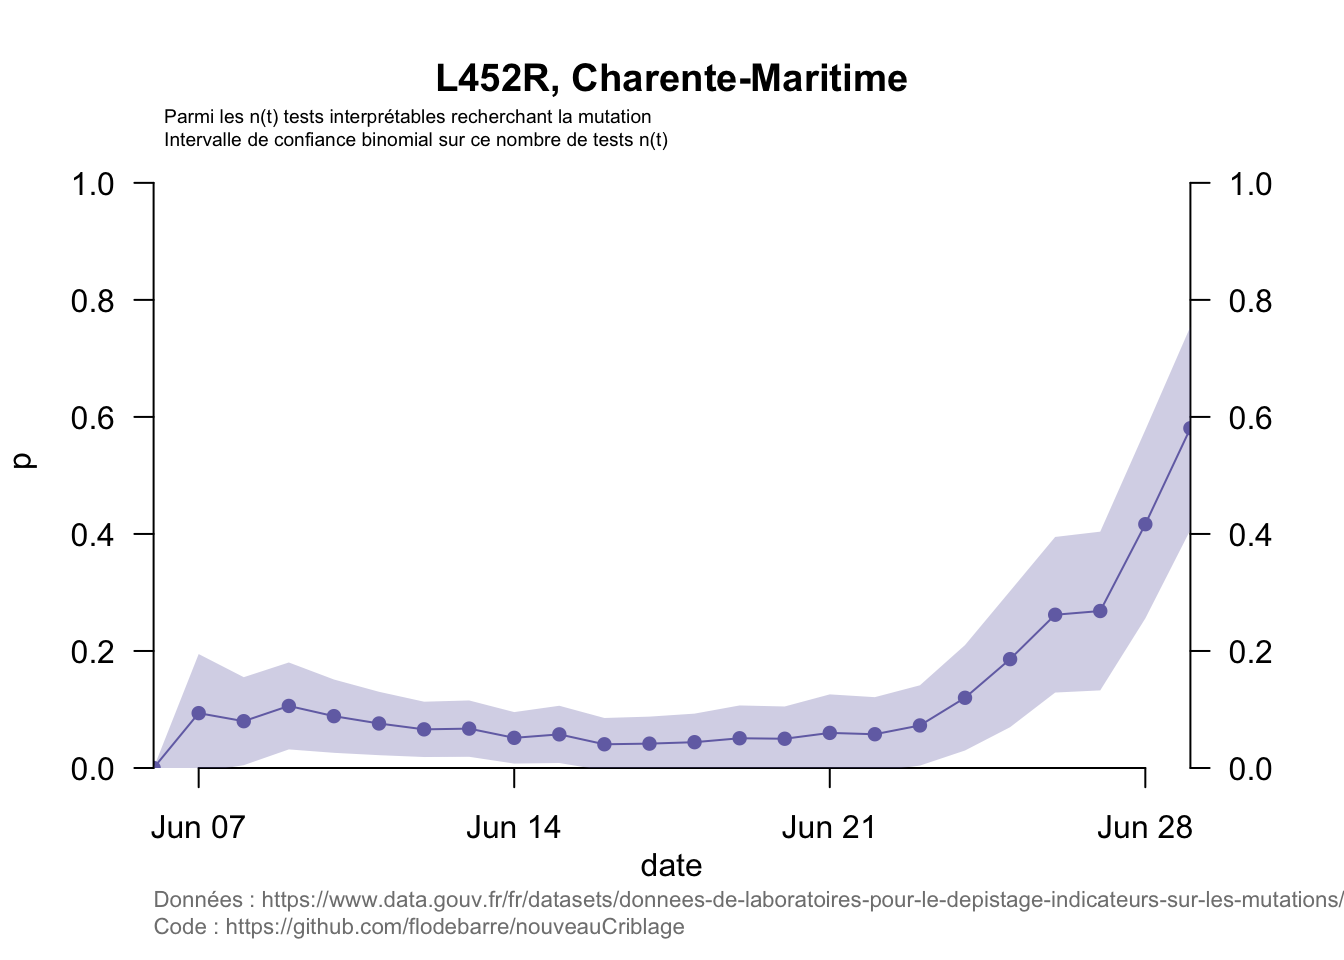 L452R, Charente-Maritime
Parmi les n(t) tests interprétables recherchant la mutation
Intervalle de confiance binomial sur ce nombre de tests n(t)
1.0
0.8
0.6
0.4
0.2
0.0
p
1.0
0.8
0.6
0.4
0.2
0.0
Jun 07 Jun 14 Jun 21 Jun 28
date
Données : https://www.data.gouv.fr/fr/datasets/donnees-de-laboratoires-pour-le-depistage-indicateurs-sur-les-mutations/
Code : https://github.com/flodebarre/nouveauCriblage